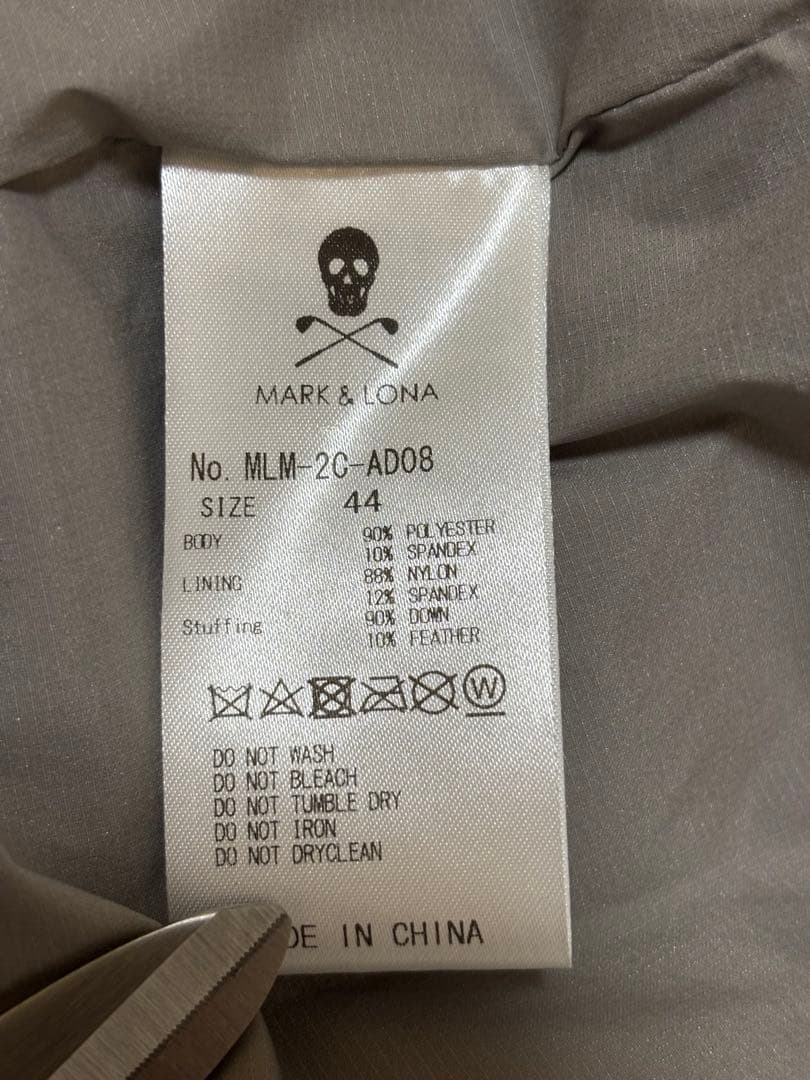 MARK & LONA
No. MLM-2C-AD08
SIZE 44
BODY 90% POLYESTER
10% SPANDEX
LINING 88% NYLON
12% SPANDEX
Stuffing 90% DOWN
10% FEATHER
W
DO NOT WASH
DO NOT BLEACH
DO NOT TUMBLE DRY
DO NOT IRON
DO NOT DRYCLEAN
DE IN CHINA